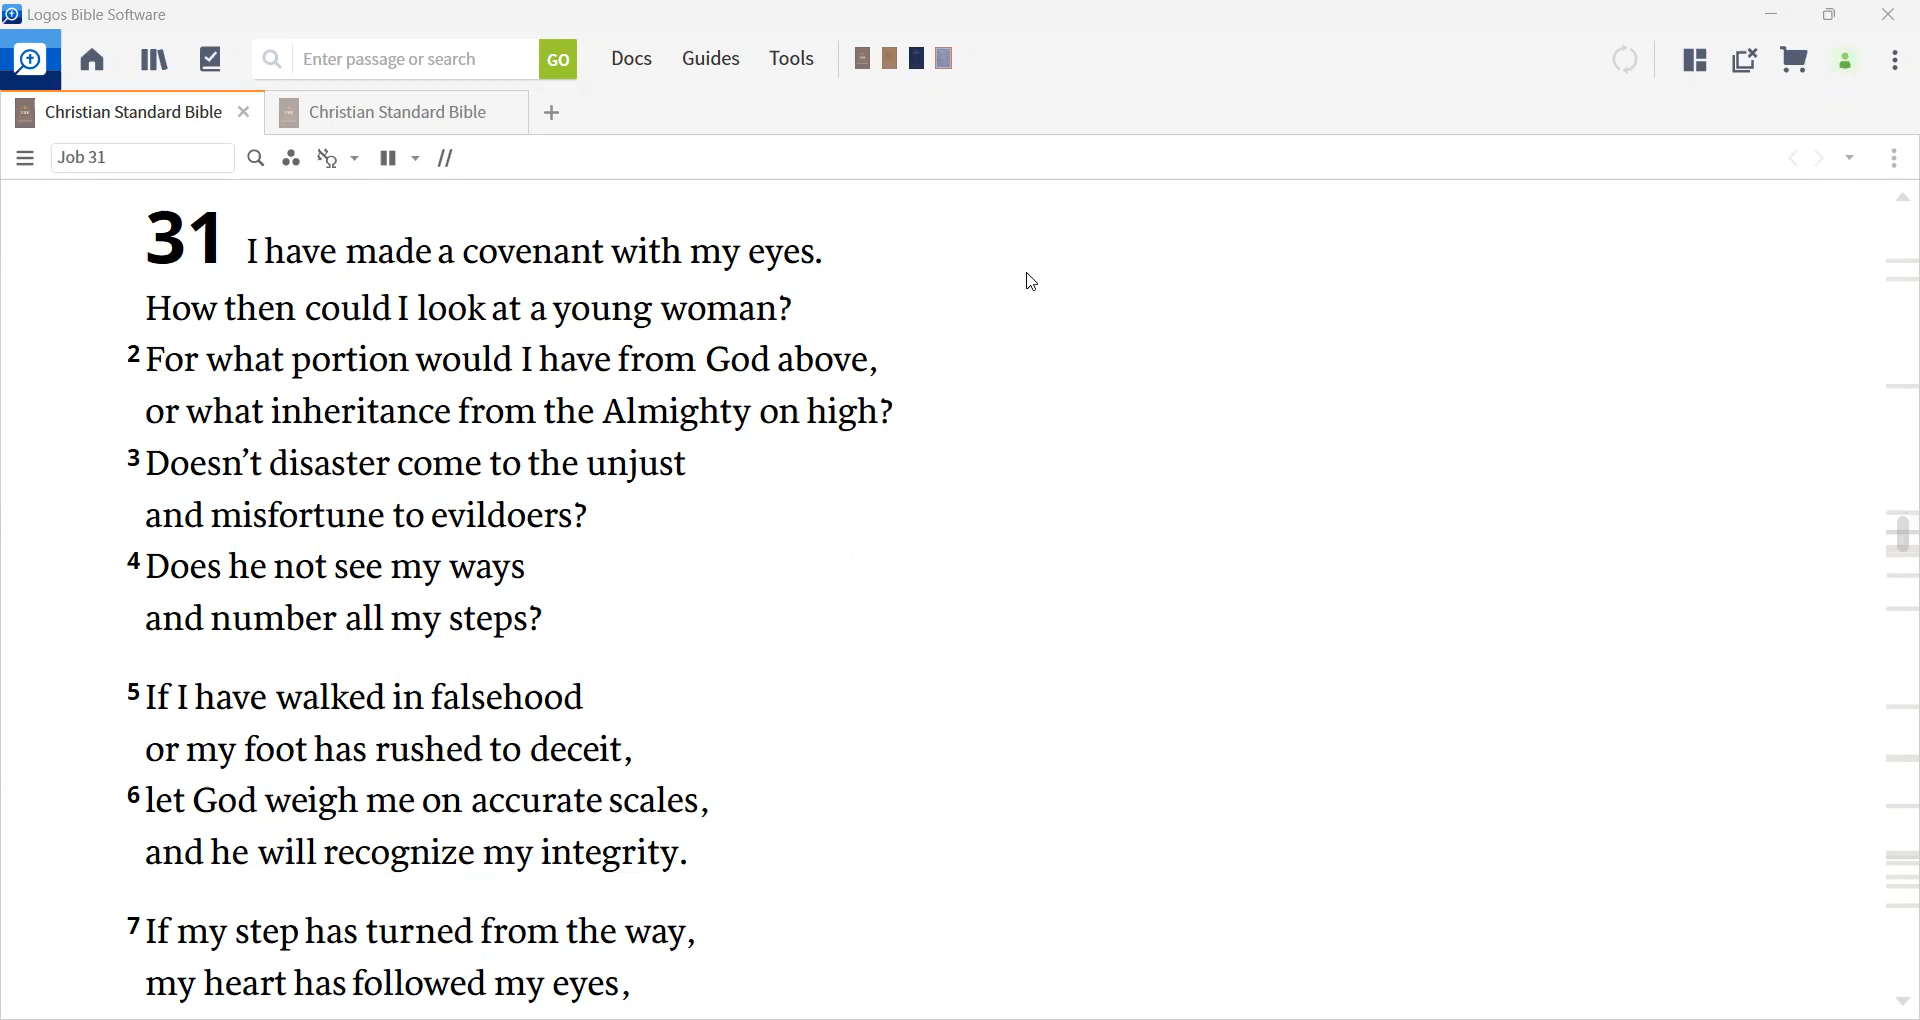 Logos Bible Software
Enter passage or search
GO
Docs
Guides
Tools
Christian Standard Bible
Christian Standard Bible
Job 31
31 I have made a covenant with my eyes.
How then could I look at a young woman?
2 For what portion would I have from God above,
or what inheritance from the Almighty on high?
3 Doesn’t disaster come to the unjust
and misfortune to evildoers?
4 Does he not see my ways
and number all my steps?
5 If I have walked in falsehood
or my foot has rushed to deceit,
6 let God weigh me on accurate scales,
and he will recognize my integrity.
7 If my step has turned from the way,
my heart has followed my eyes,